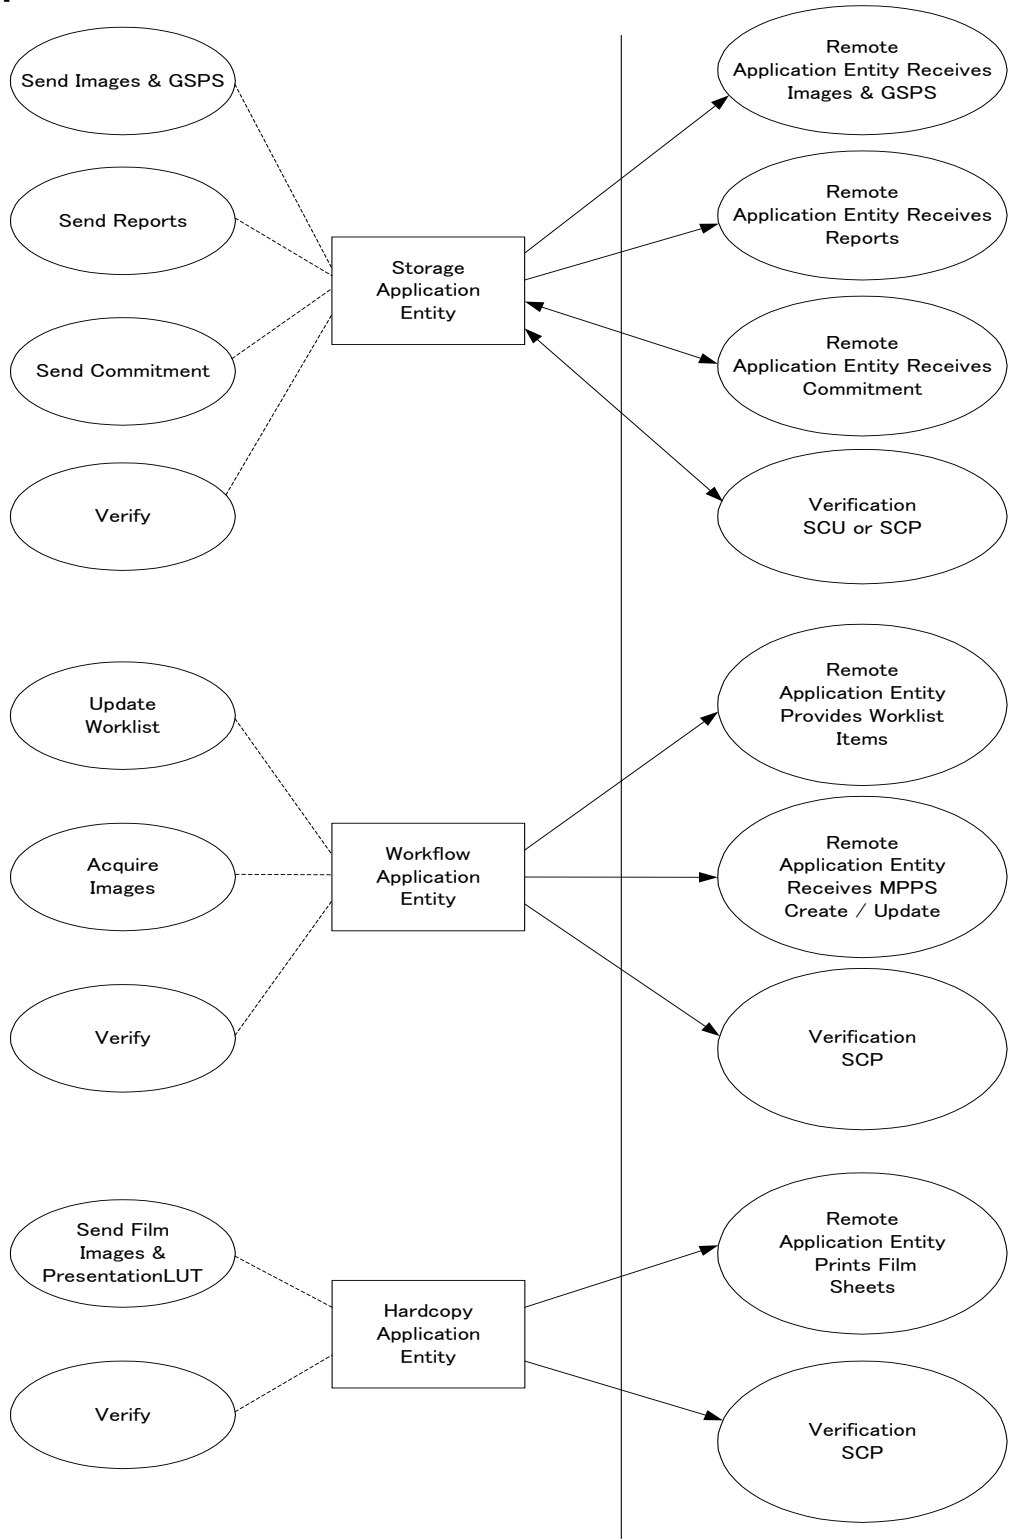 Send Images & GSPS
Send Reports
Send Commitment
Verify
Storage
Application
Entity
Remote
Application Entity Receives
Images & GSPS
Remote
Application Entity Receives
Reports
Remote
Application Entity Receives
Commitment
Verification
SCU or SCP
Update
Worklist
Acquire
Images
Verify
Workflow
Application
Entity
Remote
Application Entity
Provides Worklist
Items
Remote
Application Entity
Receives MPPS
Create / Update
Verification
SCP
Send Film
Images &
PresentationLUT
Verify
Hardcopy
Application
Entity
Remote
Application Entity
Prints Film
Sheets
Verification
SCP